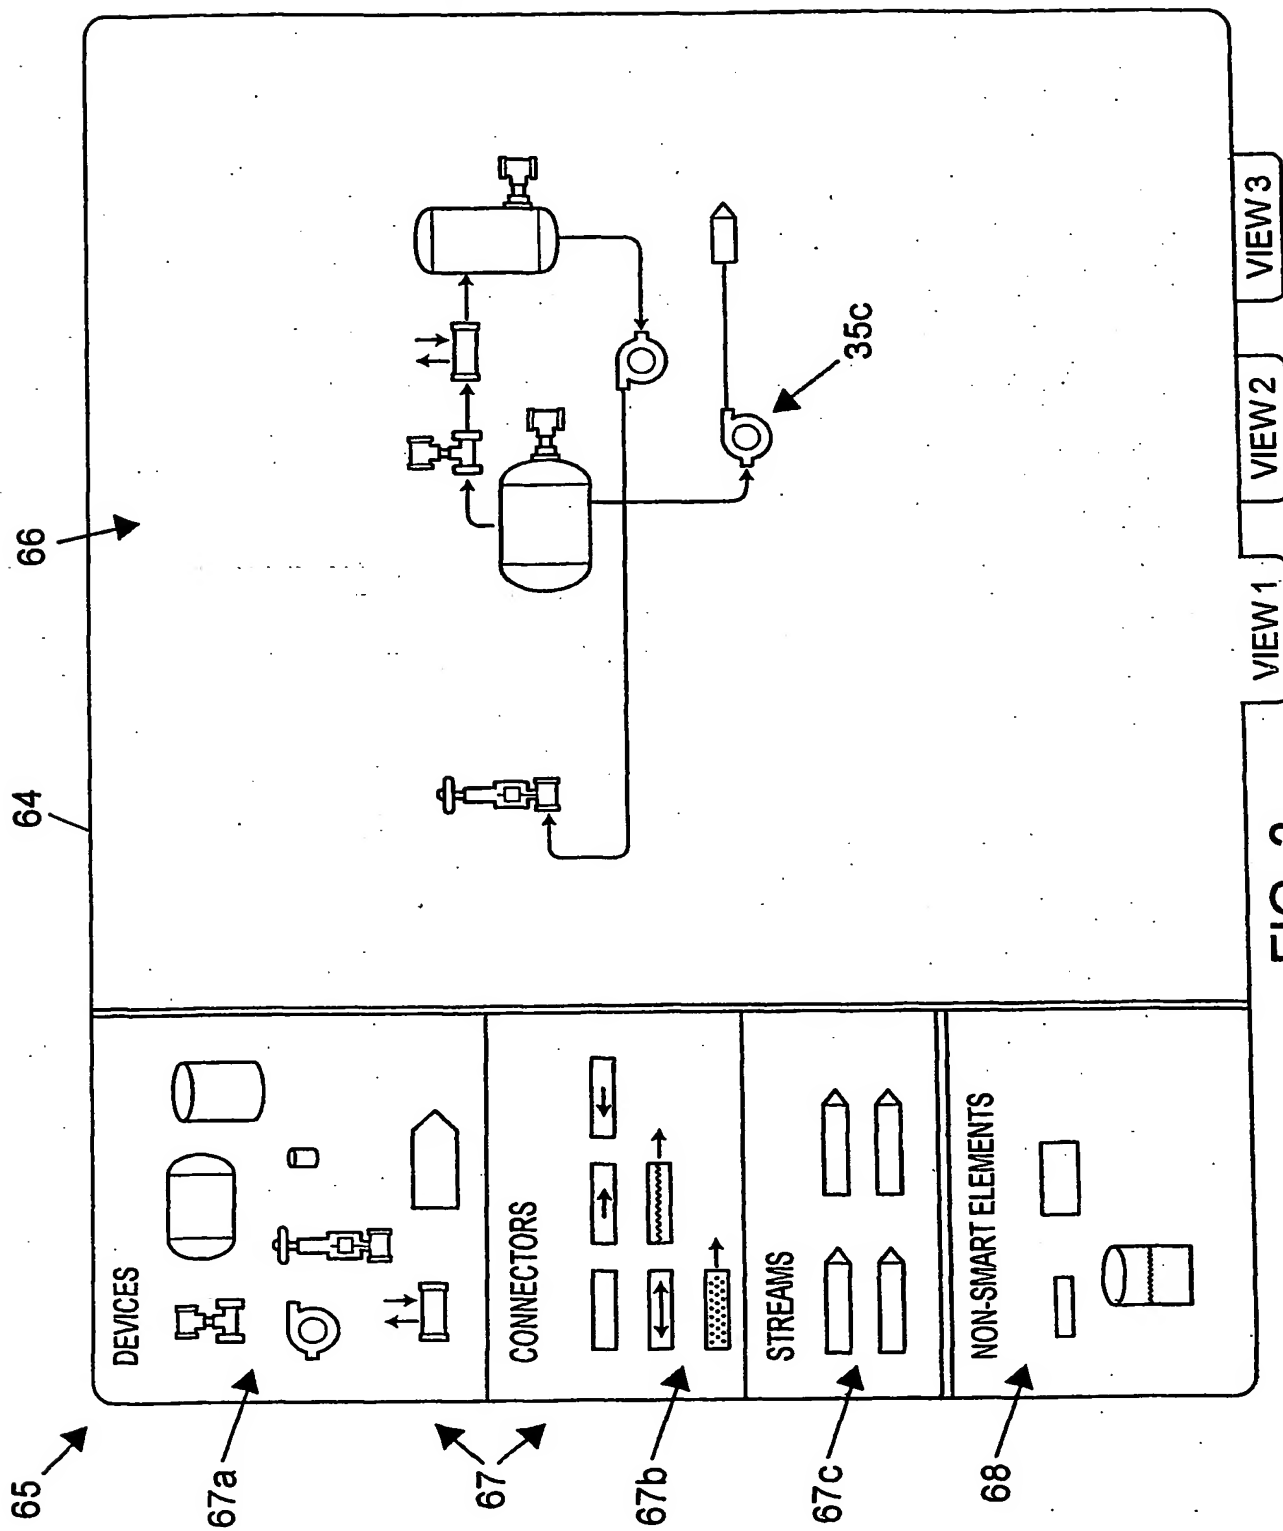 65
64
66
67a
DEVICES
67
CONNECTORS
67b
STREAMS
67c
NON-SMART ELEMENTS
68
35c
VIEW 1
VIEW 2
VIEW 3
FIG.